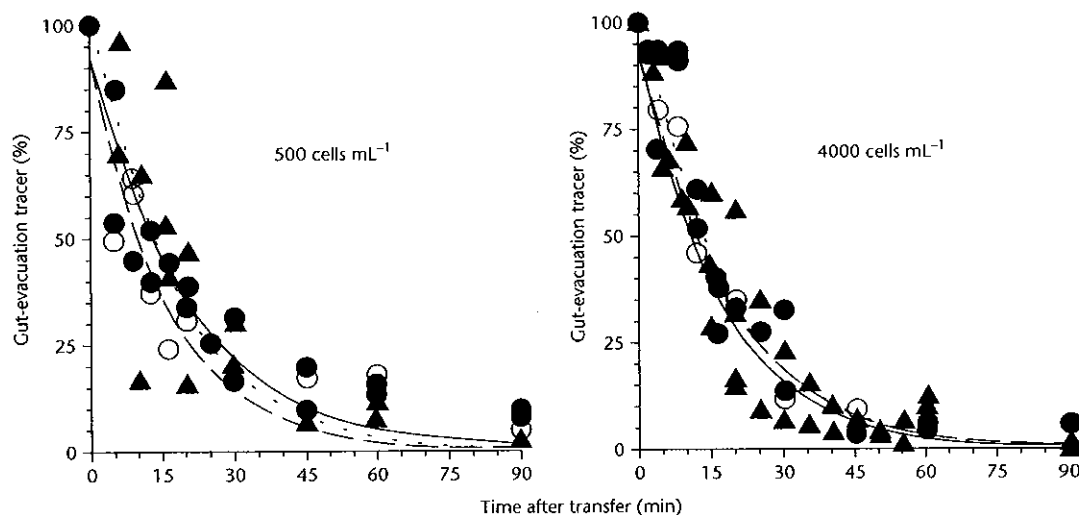 Gut-evacuation tracer (%)
100
75
50
25
0
500 cells mL⁻¹
0 15 30 45 60 75 90
Gut-evacuation tracer (%)
100
75
50
25
0
4000 cells mL⁻¹
0 15 30 45 60 75 90
Time after transfer (min)